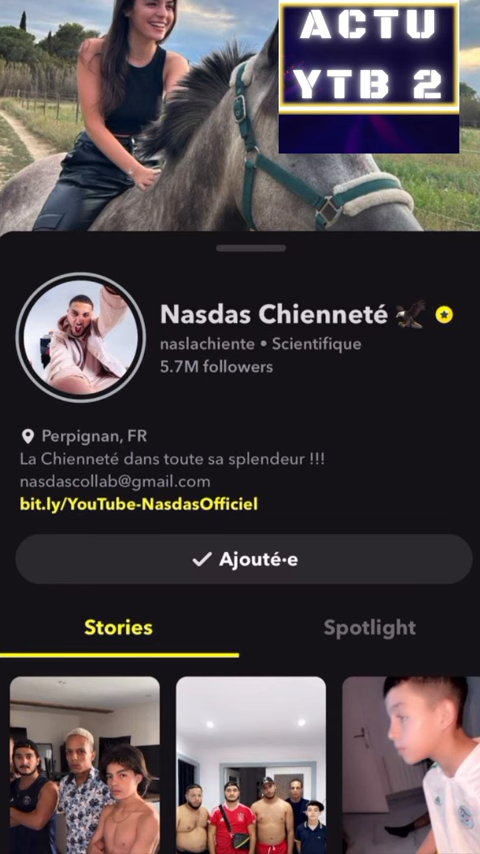 ACTU
YTB 2
Nasdas Chienneté
naslachiente • Scientifique
5.7M followers
Perpignan, FR
La Chienneté dans toute sa splendeur !!!
nasdascollab@gmail.com
bit.ly/YouTube-NasdasOfficiel
Ajouté·e
Stories
Spotlight